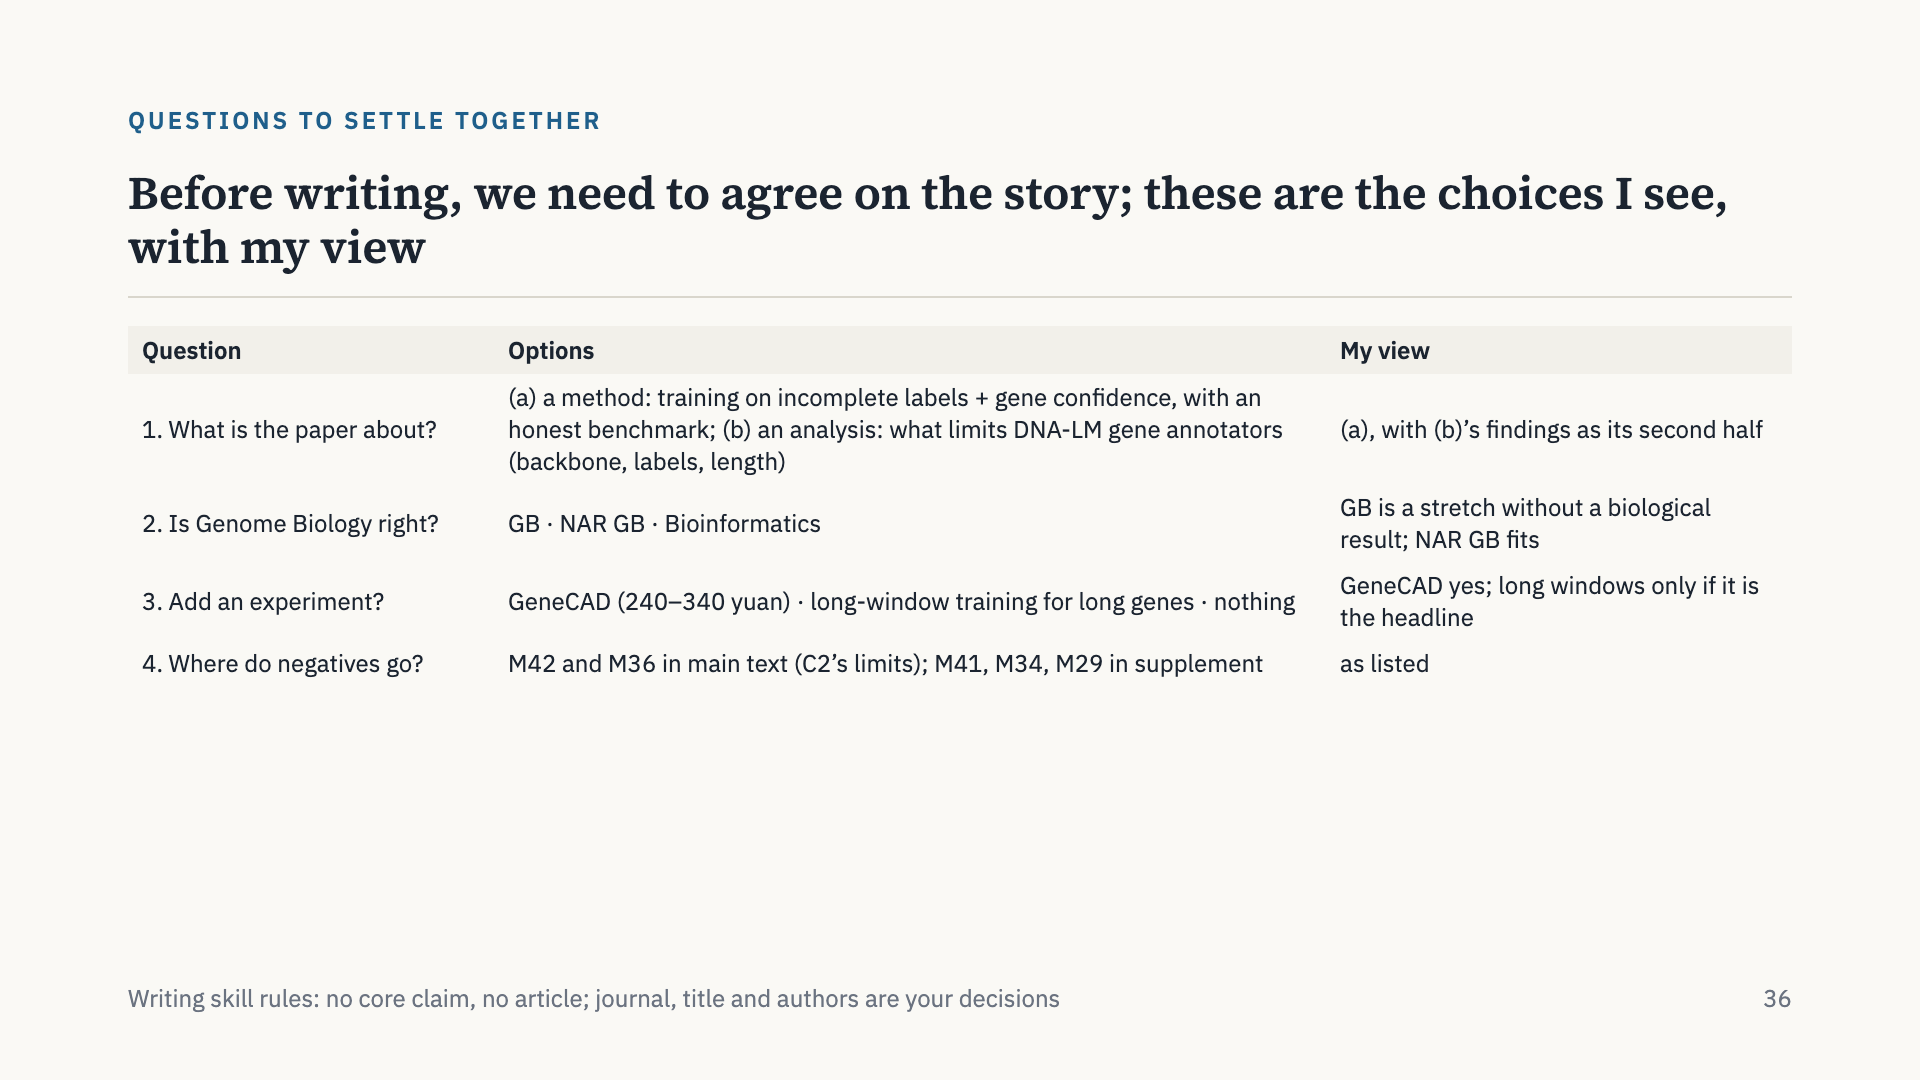 QUESTIONS TO SETTLE TOGETHER
Before writing, we need to agree on the story; these are the choices I see,
with my view
Question
Options
My view
1. What is the paper about?
(a) a method: training on incomplete labels + gene confidence, with an
honest benchmark; (b) an analysis: what limits DNA-LM gene annotators
(backbone, labels, length)
(a), with (b)’s findings as its second half
2. Is Genome Biology right?
GB · NAR GB · Bioinformatics
GB is a stretch without a biological
result; NAR GB fits
3. Add an experiment?
GeneCAD (240–340 yuan) · long-window training for long genes · nothing
GeneCAD yes; long windows only if it is
the headline
4. Where do negatives go?
M42 and M36 in main text (C2’s limits); M41, M34, M29 in supplement
as listed
Writing skill rules: no core claim, no article; journal, title and authors are your decisions
36